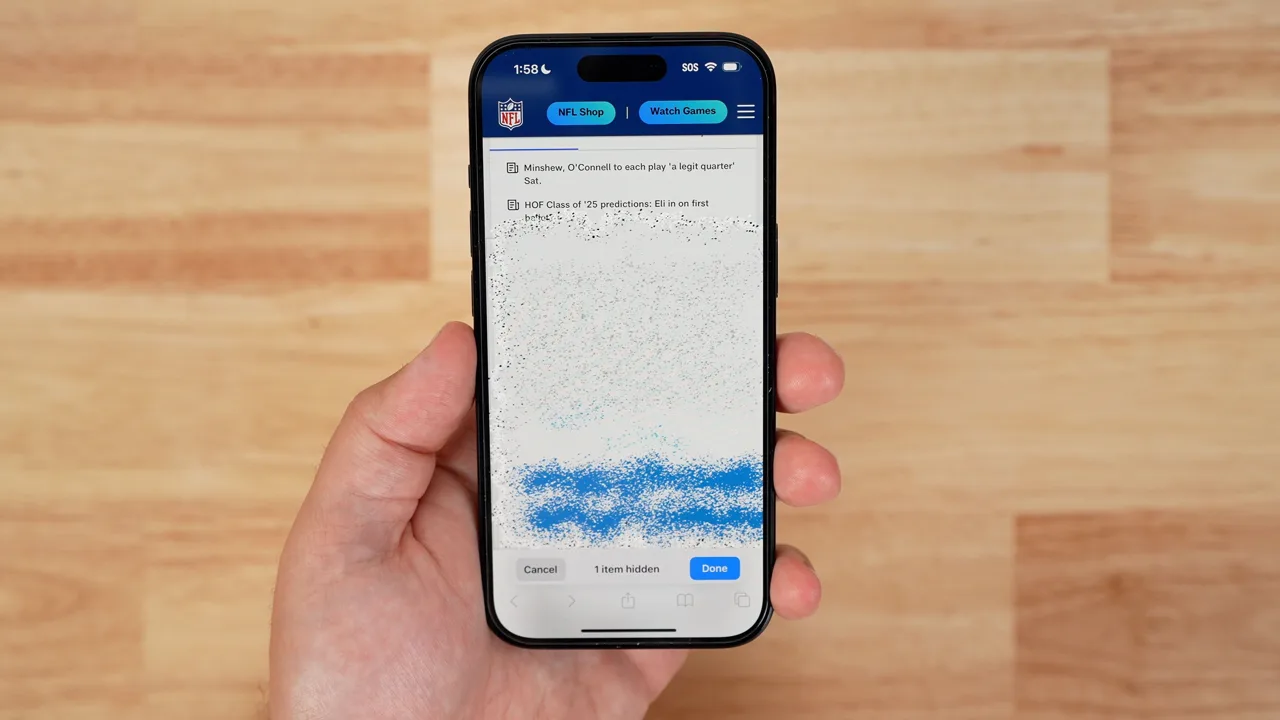 1:58
SOS
NFL
NFL Shop | Watch Games
Minshew, O'Connell to each play 'a legit quarter'
Sat.
HOF Class of '25 predictions: Eli in on first
Cancel
1 item hidden
Done